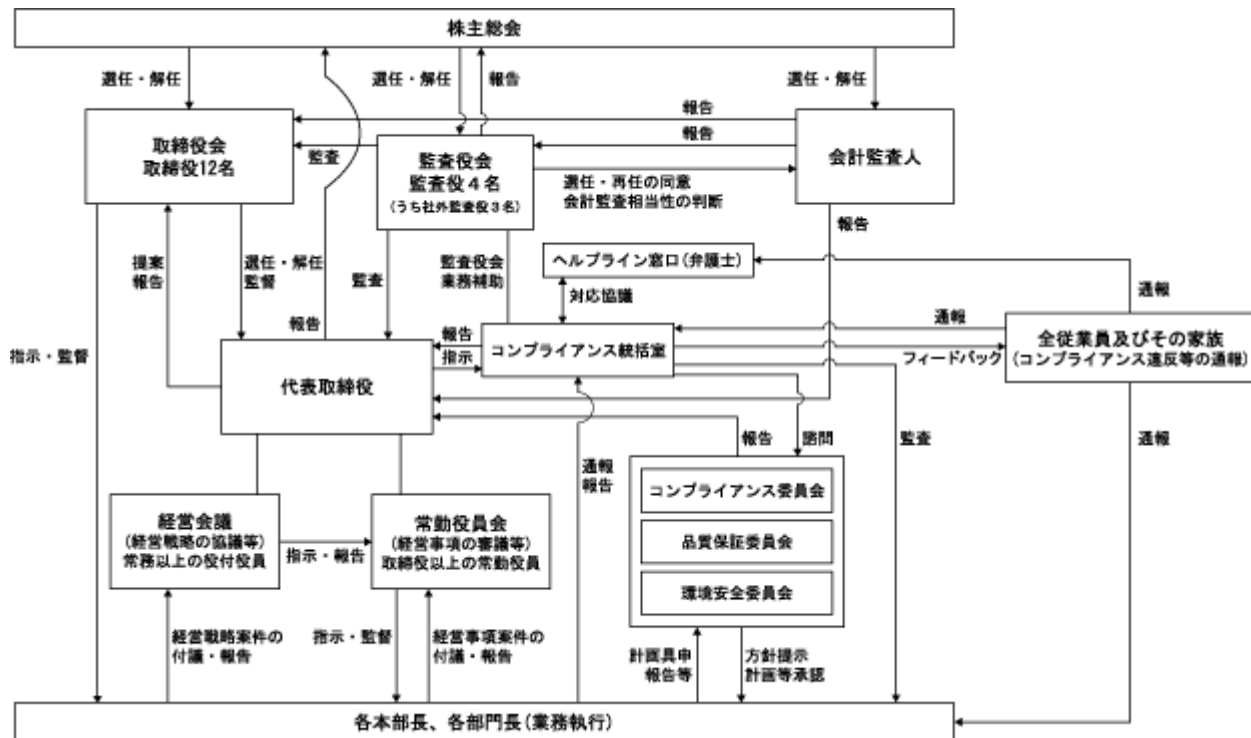 株主総会
選任・解任
選任・解任
報告
選任・解任
報告
報告
取締役会
取締役12名
監査
監査役会
監査役４名
(うち社外監査役３名)
会計監査人
選任・再任の同意
会計監査相当性の判断
報告
提案
報告
選任・解任
監督
監査
監査役会
業務補助
ヘルプライン窓口(弁護士)
対応協議
通報
報告
指示・監督
報告
指示
コンプライアンス統括室
通報
フィードバック
全従業員及びその家族
(コンプライアンス違反等の通報)
代表取締役
報告
諮問
監査
通報
通報
報告
コンプライアンス委員会
品質保証委員会
環境安全委員会
経営会議
(経営戦略の協議等)
常務以上の役付役員
指示・報告
常勤役員会
(経営事項の審議等)
取締役以上の常勤役員
経営戦略案件の
付議・報告
指示・監督
経営事項案件の
付議・報告
計画具申
報告等
方針提示
計画等承認
各本部長、各部門長(業務執行)